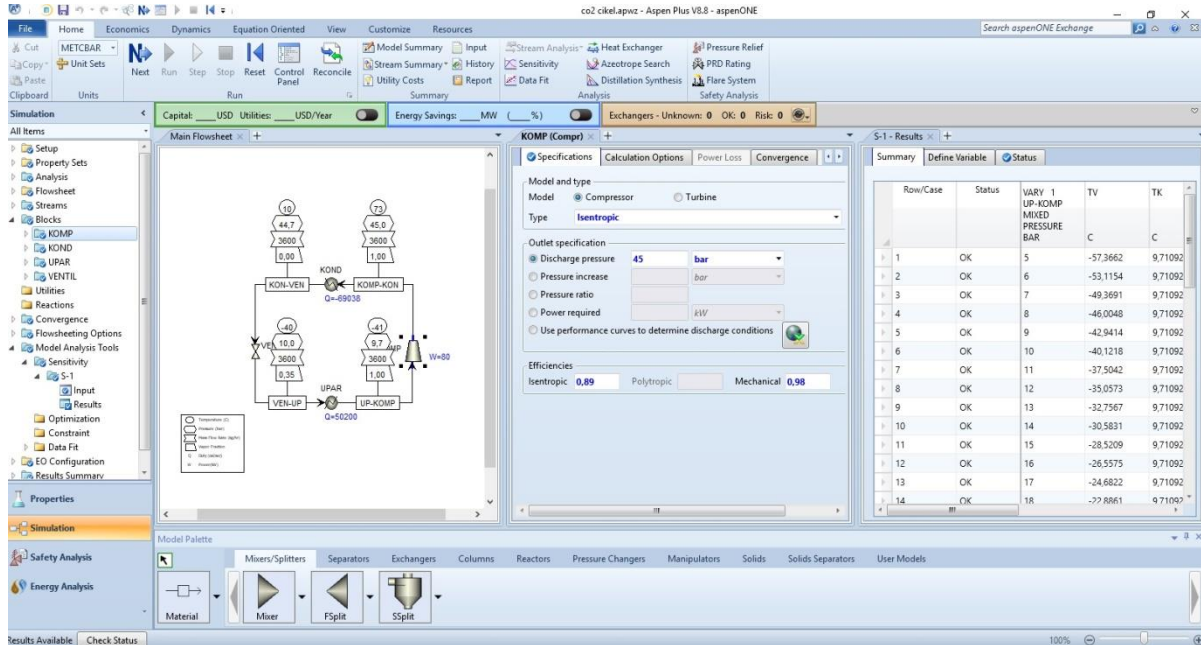 co2 cikel.apwz - Aspen Plus V8.8 - aspenONE
File Home Economics Dynamics Equation Oriented View Customize Resources Search aspenONE Exchange
Cut METCBAR Model Summary Input Stream Analysis Heat Exchanger Pressure Relief
Copy Unit Sets Next Run Step Stop Reset Control Panel Reconcile Stream Summary History Sensitivity Azeotrope Search PRD Rating
Paste Utility Costs Report Data Fit Distillation Synthesis Flare System
Clipboard Units Run Summary Analysis Safety Analysis
Simulation Capital: ____USD Utilities: ____USD/Year Energy Savings: ____MW (____%) Exchangers - Unknown: 0 OK: 0 Risk: 0
All Items
Setup
Property Sets
Analysis
Flowsheet
Streams
Blocks
KOMP
KOND
UPAR
VENTIL
Utilities
Reactions
Convergence
Flowsheeting Options
Model Analysis Tools
Sensitivity
S-1
Input
Results
Optimization
Constraint
Data Fit
EO Configuration
Results Summary
Properties
Simulation
Safety Analysis
Energy Analysis
Main Flowsheet
10 73
44,7 45,0
3600 3600
0,00 1,00
KOND
KON-VEN KOMP-KON
Q=-69038
-40 -41
10,0 9,7
3600 3600
0,35 1,00
W=80
UPAR
VEN-UP UP-KOMP
Q=50200
KOMP (Compr)
Specifications Calculation Options Power Loss Convergence
Model and type
Model Compressor Turbine
Type Isentropic
Outlet specification
Discharge pressure 45 bar
Pressure increase bar
Pressure ratio
Power required kW
Use performance curves to determine discharge conditions
Efficiencies
Isentropic 0,89 Polytropic Mechanical 0,98
S-1 - Results
Summary Define Variable Status
Row/Case Status VARY 1 TV TK
UP-KOMP
MIXED
PRESSURE
BAR C C
1 OK 5 -57,3662 9,71092
2 OK 6 -53,1154 9,71092
3 OK 7 -49,3691 9,71092
4 OK 8 -46,0048 9,71092
5 OK 9 -42,9414 9,71092
6 OK 10 -40,1218 9,71092
7 OK 11 -37,5042 9,71092
8 OK 12 -35,0573 9,71092
9 OK 13 -32,7567 9,71092
10 OK 14 -30,5831 9,71092
11 OK 15 -28,5209 9,71092
12 OK 16 -26,5575 9,71092
13 OK 17 -24,6822 9,71092
14 OK 18 -22,8861 9,71092
Model Palette
Mixers/Splitters Separators Exchangers Columns Reactors Pressure Changers Manipulators Solids Solids Separators User Models
Material Mixer FSplit SSplit
Results Available Check Status 100%